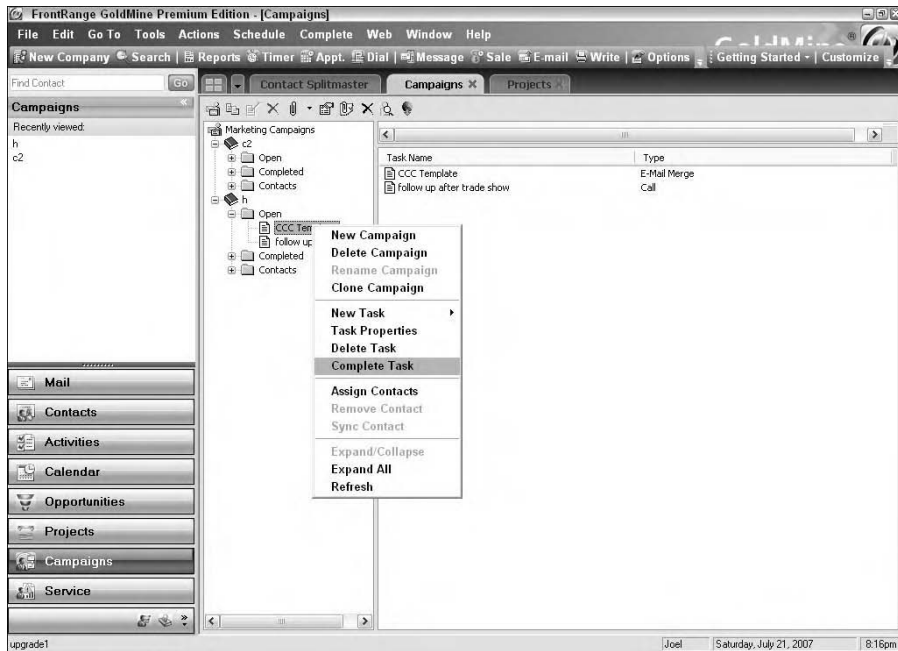 FrontRange GoldMine Premium Edition - [Campaigns]
File Edit Go To Tools Actions Schedule Complete Web Window Help
New Company Search Reports Timer Appt. Dial Message Sale E-mail Write Options Getting Started Customize
Find Contact Go Contact Splitmaster Campaigns Projects
Campaigns
Recently viewed:
h
c2
Marketing Campaigns
c2
Open
Completed
Contacts
h
Open
CCC Tem
follow up
Completed
Contacts
Task Name Type
CCC Template E-Mail Merge
follow up after trade show Call
New Campaign
Delete Campaign
Rename Campaign
Clone Campaign
New Task
Task Properties
Delete Task
Complete Task
Assign Contacts
Remove Contact
Sync Contact
Expand/Collapse
Expand All
Refresh
Mail
Contacts
Activities
Calendar
Opportunities
Projects
Campaigns
Service
upgrade1 Joel Saturday, July 21, 2007 8:16pm